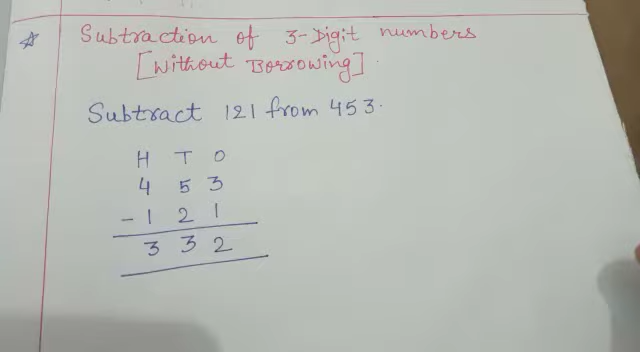 Subtraction of 3-Digit numbers
[Without Borrowing].
Subtract 121 from 453.
H T O
4 5 3
- 1 2 1
3 3 2